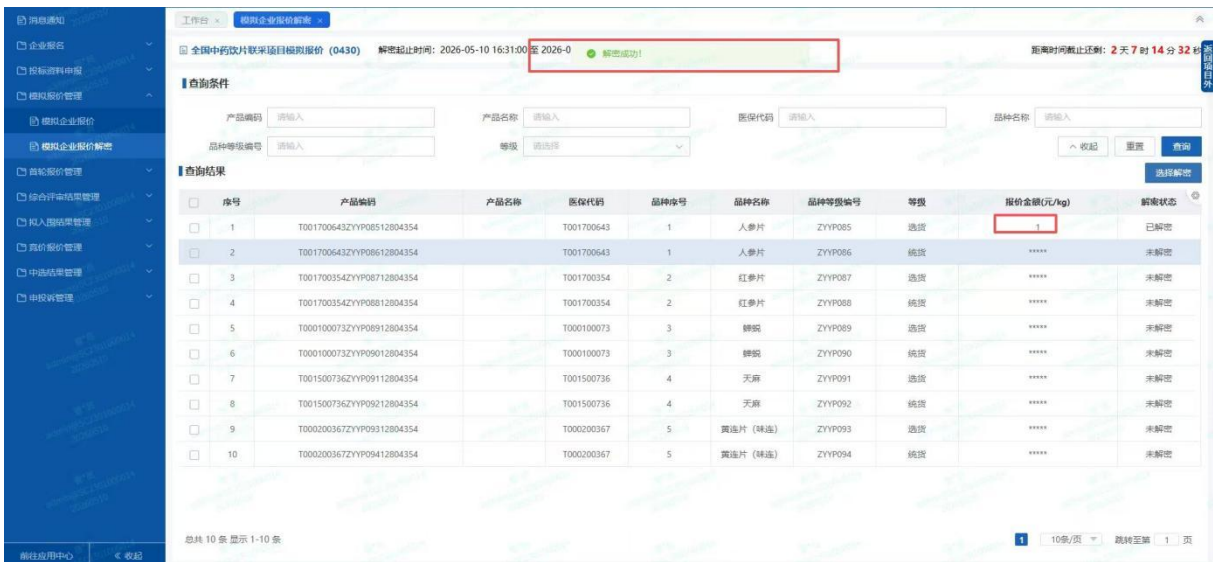 消息通知
工作台 ×
模拟企业报价解密 ×
企业报名
投标资料申报
模拟报价管理
模拟企业报价
模拟企业报价解密
首轮报价管理
综合评审结果管理
拟入围结果管理
竞价报价管理
中选结果管理
申投诉管理
前往应用中心
《 收起
全国中药饮片联采项目模拟报价（0430） 解密起止时间：2026-05-10 16:31:00 至 2026-0
解密成功!
距离时间截止还剩：2 天 7 时 14 分 32 秒
返回项目外
查询条件
产品编码 请输入 产品名称 请输入 医保代码 请输入 品种名称 请输入
品种等级编号 请输入 等级 请选择 收起 重置 查询
查询结果 选择解密
序号 产品编码 产品名称 医保代码 品种序号 品种名称 品种等级编号 等级 报价金额(元/kg) 解密状态
1 T001700643ZYYP08512804354 T001700643 1 人参片 ZYYP085 选货 1 已解密
2 T001700643ZYYP08612804354 T001700643 1 人参片 ZYYP086 统货 ***** 未解密
3 T001700354ZYYP08712804354 T001700354 2 红参片 ZYYP087 选货 ***** 未解密
4 T001700354ZYYP08812804354 T001700354 2 红参片 ZYYP088 统货 ***** 未解密
5 T000100073ZYYP08912804354 T000100073 3 蝉蜕 ZYYP089 选货 ***** 未解密
6 T000100073ZYYP09012804354 T000100073 3 蝉蜕 ZYYP090 统货 ***** 未解密
7 T001500736ZYYP09112804354 T001500736 4 天麻 ZYYP091 选货 ***** 未解密
8 T001500736ZYYP09212804354 T001500736 4 天麻 ZYYP092 统货 ***** 未解密
9 T000200367ZYYP09312804354 T000200367 5 黄连片（味连） ZYYP093 选货 ***** 未解密
10 T000200367ZYYP09412804354 T000200367 5 黄连片（味连） ZYYP094 统货 ***** 未解密
总共 10 条 显示 1-10 条
1 10条/页 跳转至第 1 页